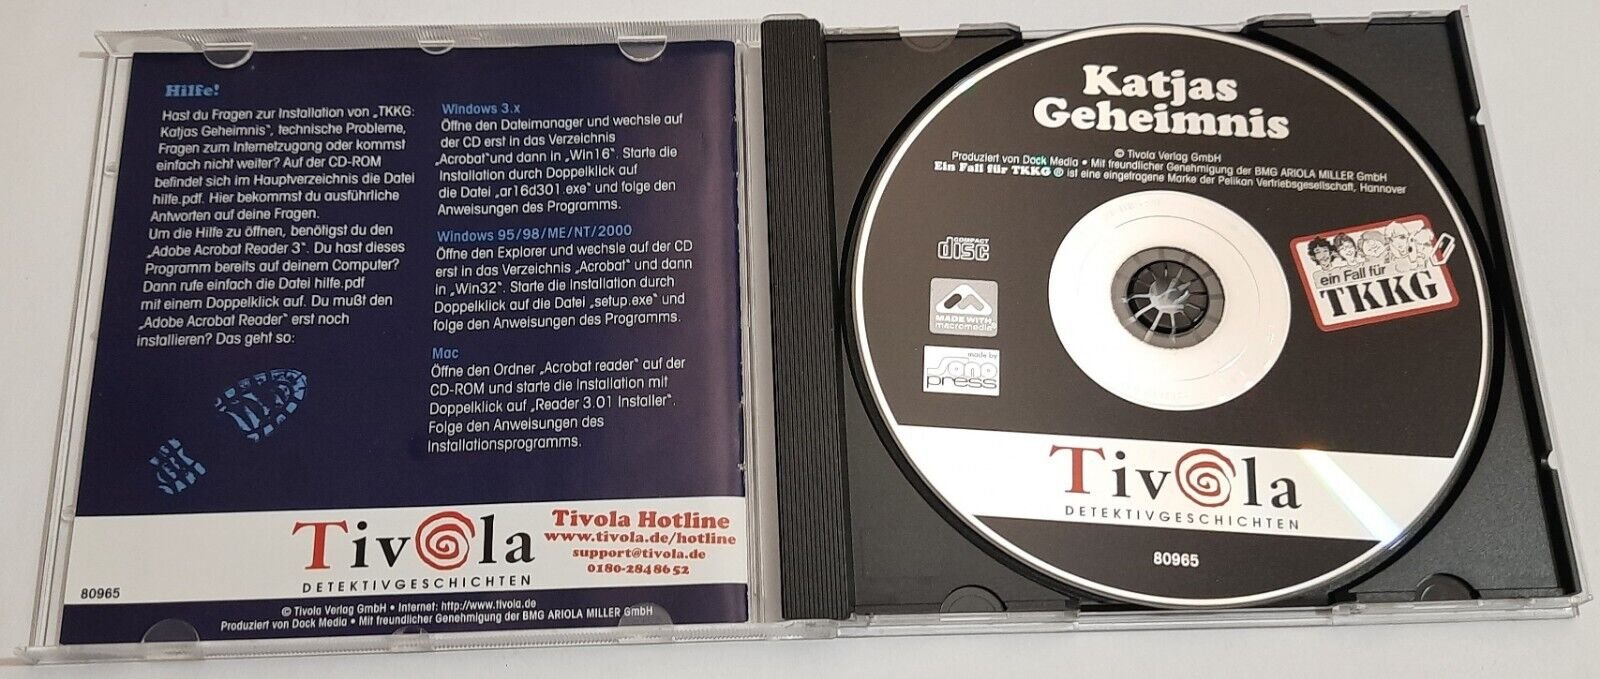 Hilfe!
Hast du Fragen zur Installation von „TKKG:
Katjas Geheimnis", technische Probleme,
Fragen zum Internetzugang oder kommst
einfach nicht weiter? Auf der CD-ROM
befindet sich im Hauptverzeichnis die Datei
hilfe.pdf. Hier bekommst du ausführliche
Antworten auf deine Fragen.
Um die Hilfe zu öffnen, benötigst du den
„Adobe Acrobat Reader 3". Du hast dieses
Programm bereits auf deinem Computer?
Dann rufe einfach die Datei hilfe.pdf
mit einem Doppelklick auf. Du mußt den
„Adobe Acrobat Reader" erst noch
installieren? Das geht so:
Windows 3.x
Öffne den Dateimanager und wechsle auf
der CD erst in das Verzeichnis
„Acrobat"und dann in „Win16". Starte die
Installation durch Doppelklick auf
die Datei „ar16d301.exe" und folge den
Anweisungen des Programms.
Windows 95/98/ME/NT/2000
Öffne den Explorer und wechsle auf der CD
erst in das Verzeichnis „Acrobat" und dann
in „Win32". Starte die Installation durch
Doppelklick auf die Datei „setup.exe" und
folge den Anweisungen des Programms.
Mac
Öffne den Ordner „Acrobat reader" auf der
CD-ROM und starte die Installation mit
Doppelklick auf „Reader 3.01 Installer".
Folge den Anweisungen des
Installationsprogramms.
80965
Tivola
DETEKTIVGESCHICHTEN
Tivola Hotline
www.tivola.de/hotline
support@tivola.de
0180-2848652
© Tivola Verlag GmbH • Internet: http://www.tivola.de
Produziert von Dock Media • Mit freundlicher Genehmigung der BMG ARIOLA MILLER GmbH
Katjas
Geheimnis
© Tivola Verlag GmbH
Produziert von Dock Media • Mit freundlicher Genehmigung der BMG ARIOLA MILLER GmbH
Ein Fall für TKKG ® ist eine eingetragene Marke der Pelikan Vertriebsgesellschaft, Hannover
COMPACT
disc
MADE WITH
macromedia®
made by
sono
press
ein Fall für
TKKG
Tivola
DETEKTIVGESCHICHTEN
80965